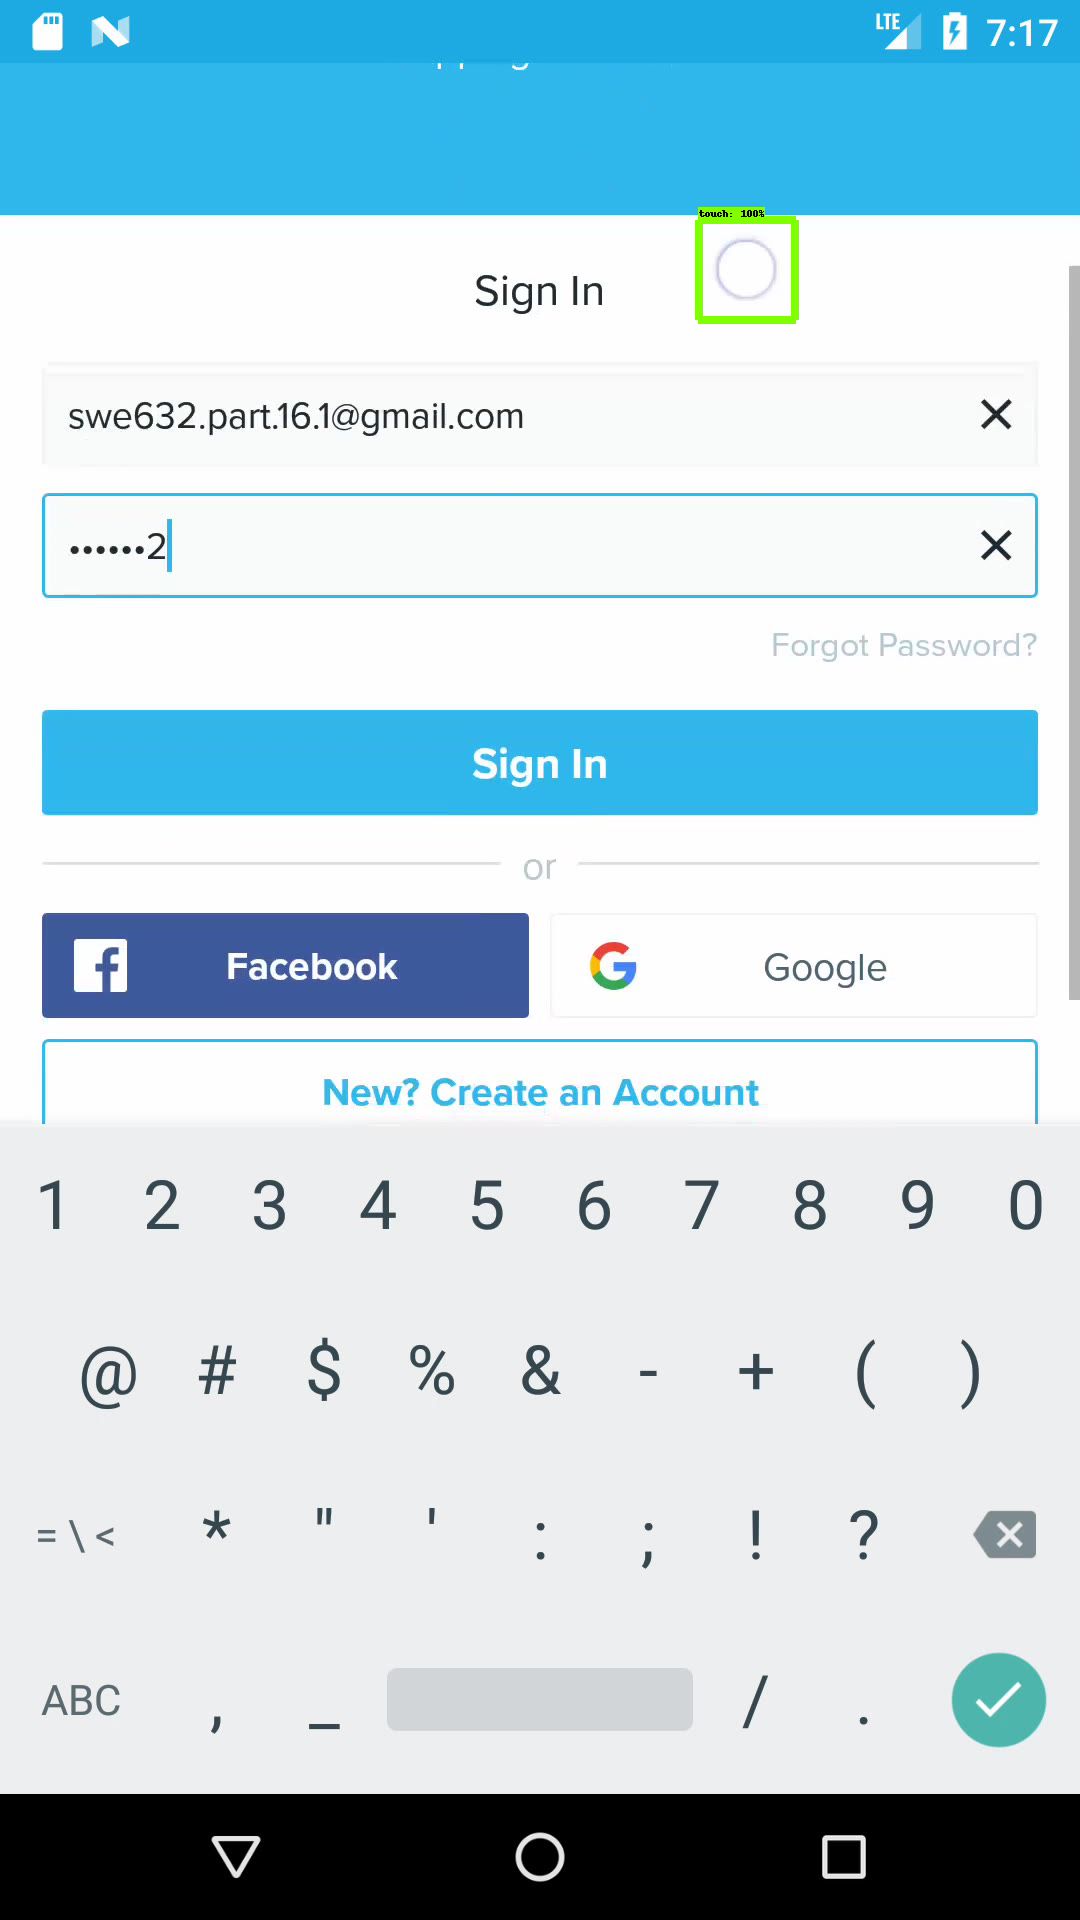 LTE 7:17
touch: 100%
Sign In
swe632.part.16.1@gmail.com
••••••2
Forgot Password?
Sign In
or
Facebook
Google
New? Create an Account
1 2 3 4 5 6 7 8 9 0
@ # $ % & - + ( )
= \ < * " ' : ; ! ?
ABC , _ / .